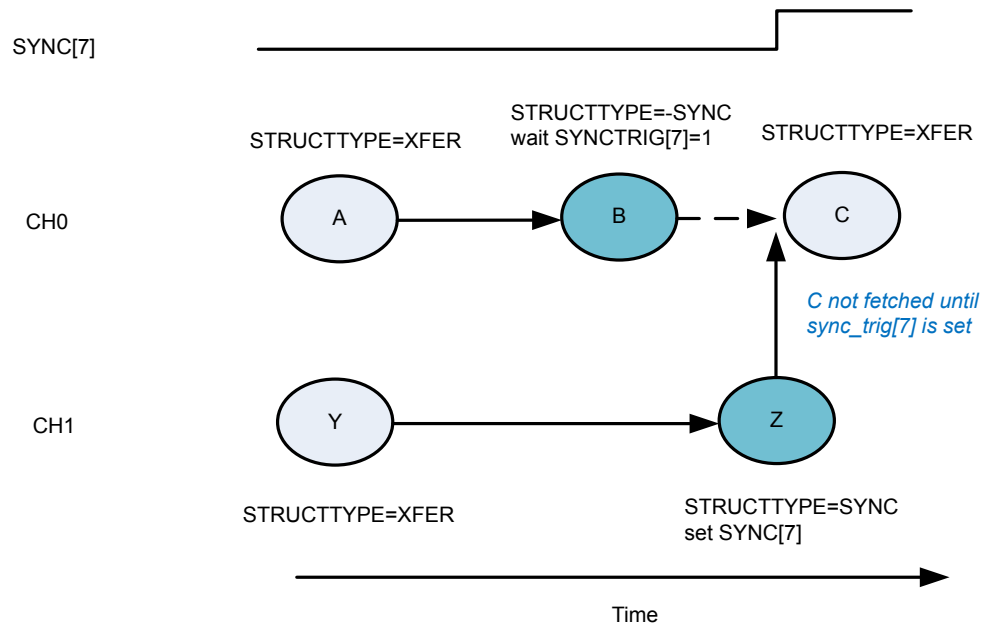 SYNC[7]
STRUCTTYPE=-SYNC
wait SYNCTRIG[7]=1
STRUCTTYPE=XFER
STRUCTTYPE=XFER
CH0
A
B
C
C not fetched until
sync_trig[7] is set
CH1
Y
Z
STRUCTTYPE=XFER
STRUCTTYPE=SYNC
set SYNC[7]
Time